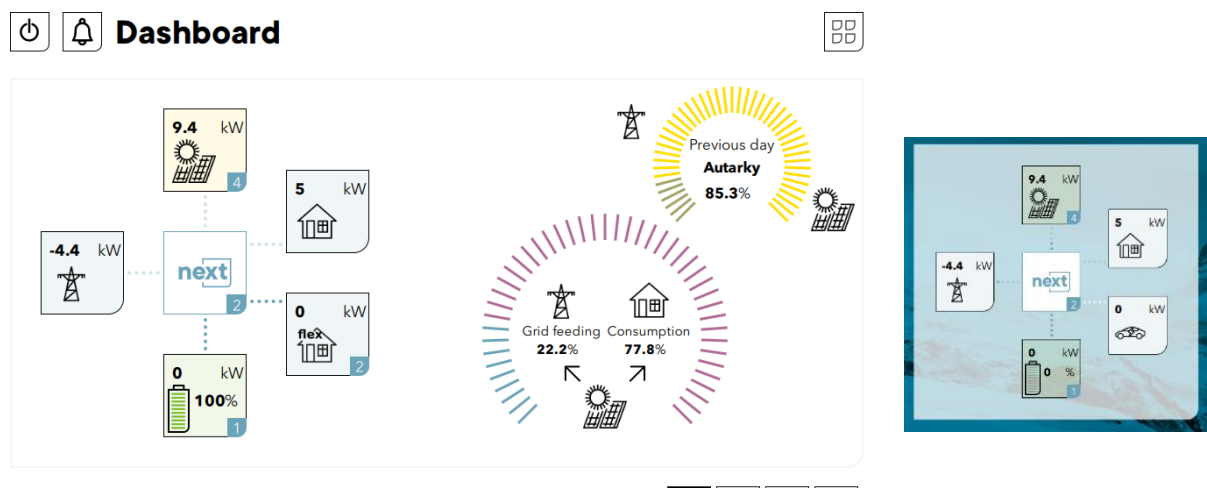 Dashboard
9.4 kW
4
5 kW
-4.4 kW
next
2
0 kW
flex
2
0 kW
100%
1
Previous day
Autarky
85.3%
Grid feeding Consumption
22.2% 77.8%
9.4 kW
4
5 kW
-4.4 kW
next
2
0 kW
0 kW
0 %
1